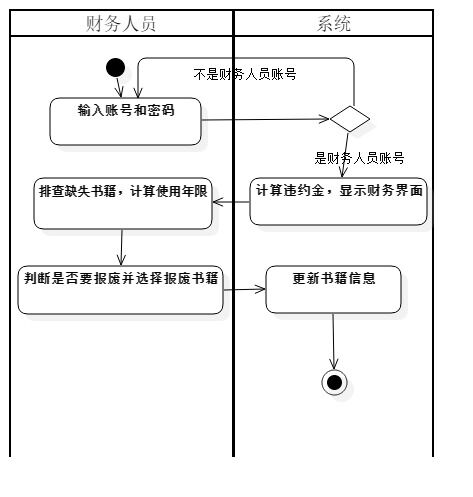 财务人员
系统
不是财务人员账号
输入账号和密码
是财务人员账号
排查缺失书籍，计算使用年限
计算违约金，显示财务界面
判断是否要报废并选择报废书籍
更新书籍信息